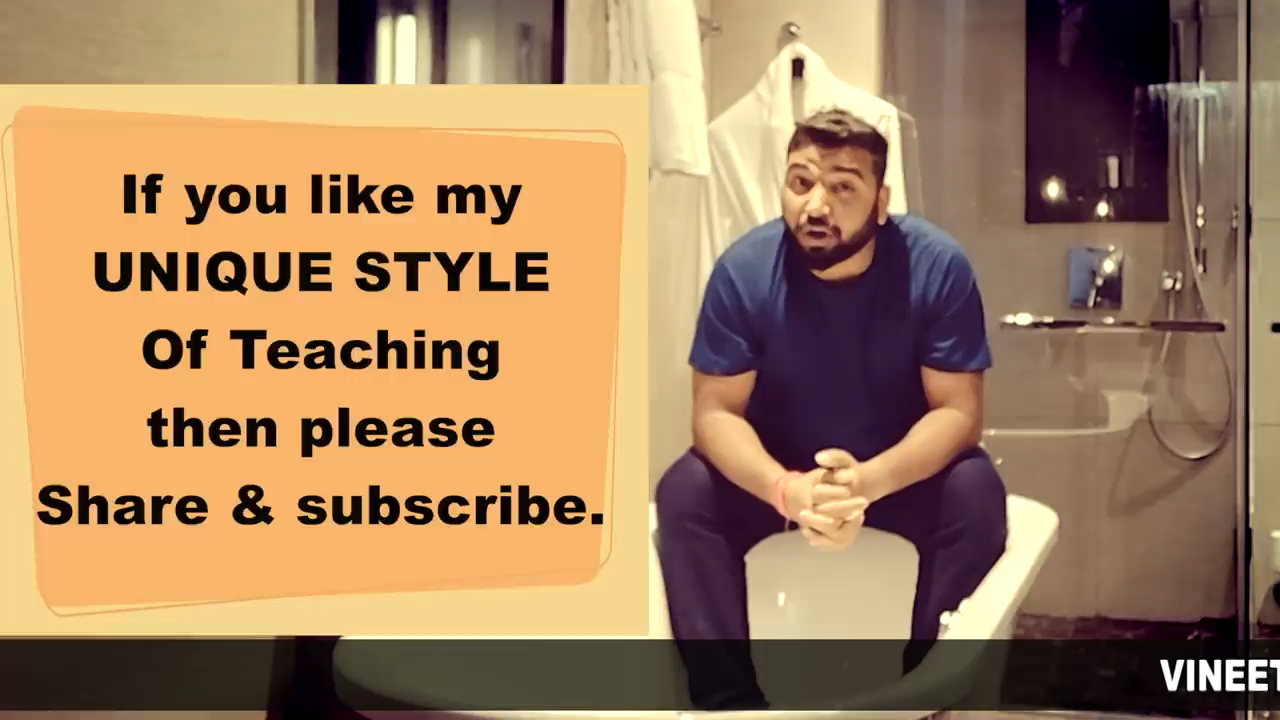 If you like my
UNIQUE STYLE
Of Teaching
then please
Share & subscribe.
VINEET